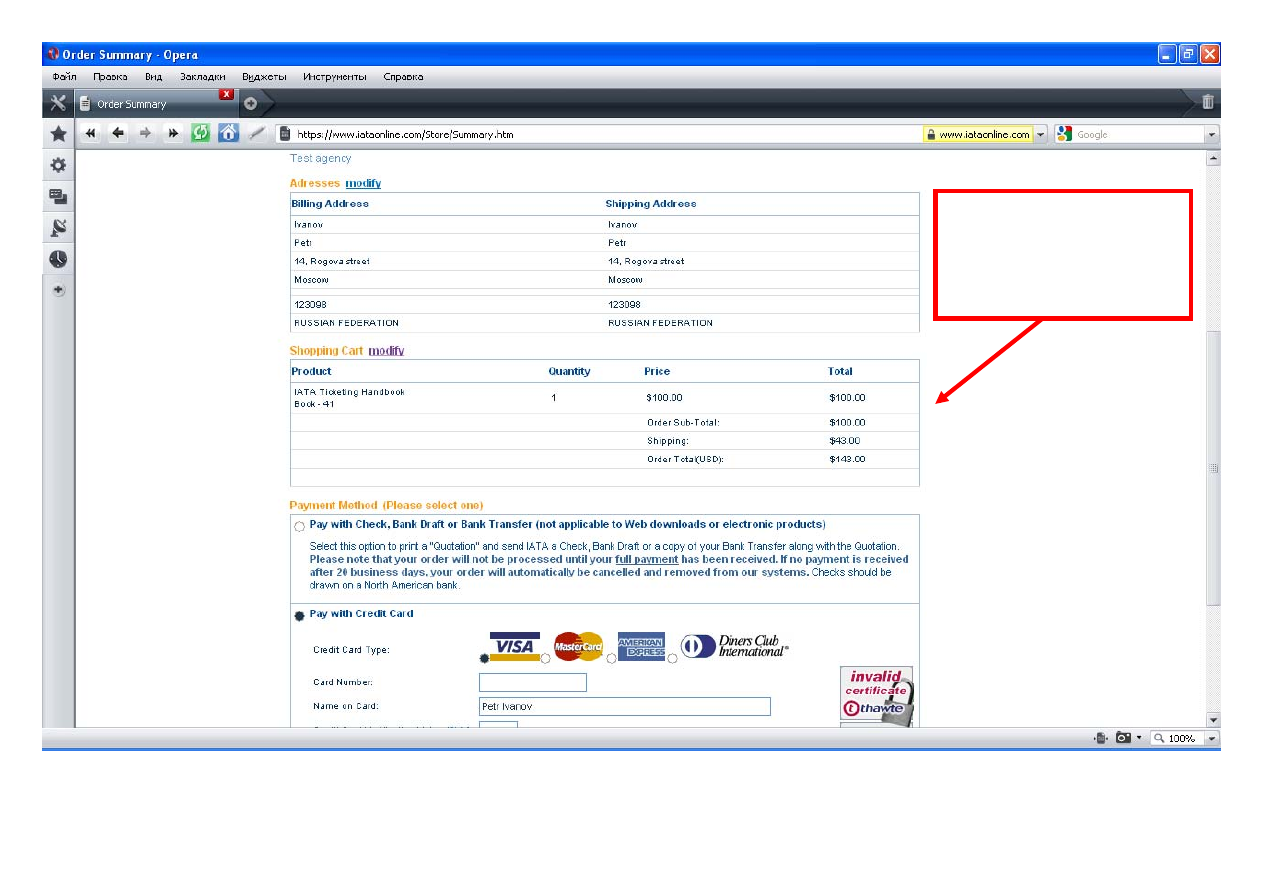 Order Summary - Opera
Файл Правка Вид Закладки Виджеты Инструменты Справка
Order Summary
https://www.iataonline.com/Store/Summary.htm www.iataonline.com Google
Test agency
Adresses modify
Billing Address Shipping Address
Ivanov Ivanov
Petr Petr
14, Rogova street 14, Rogova street
Moscow Moscow
123098 123098
RUSSIAN FEDERATION RUSSIAN FEDERATION
Shopping Cart modify
Product Quantity Price Total
IATA Ticketing Handbook
Book - 41 1 $100.00 $100.00
Order Sub-Total: $100.00
Shipping: $43.00
Order Total(USD): $143.00
Payment Method (Please select one)
Pay with Check, Bank Draft or Bank Transfer (not applicable to Web downloads or electronic products)
Select this option to print a "Quotation" and send IATA a Check, Bank Draft or a copy of your Bank Transfer along with the Quotation.
Please note that your order will not be processed until your full payment has been received. If no payment is received
after 20 business days, your order will automatically be cancelled and removed from our systems. Checks should be
drawn on a North American bank.
Pay with Credit Card
Credit Card Type: VISA MasterCard AMERICAN EXPRESS Diners Club International
Card Number:
invalid
certificate
thawte
Name on Card: Petr Ivanov
100%